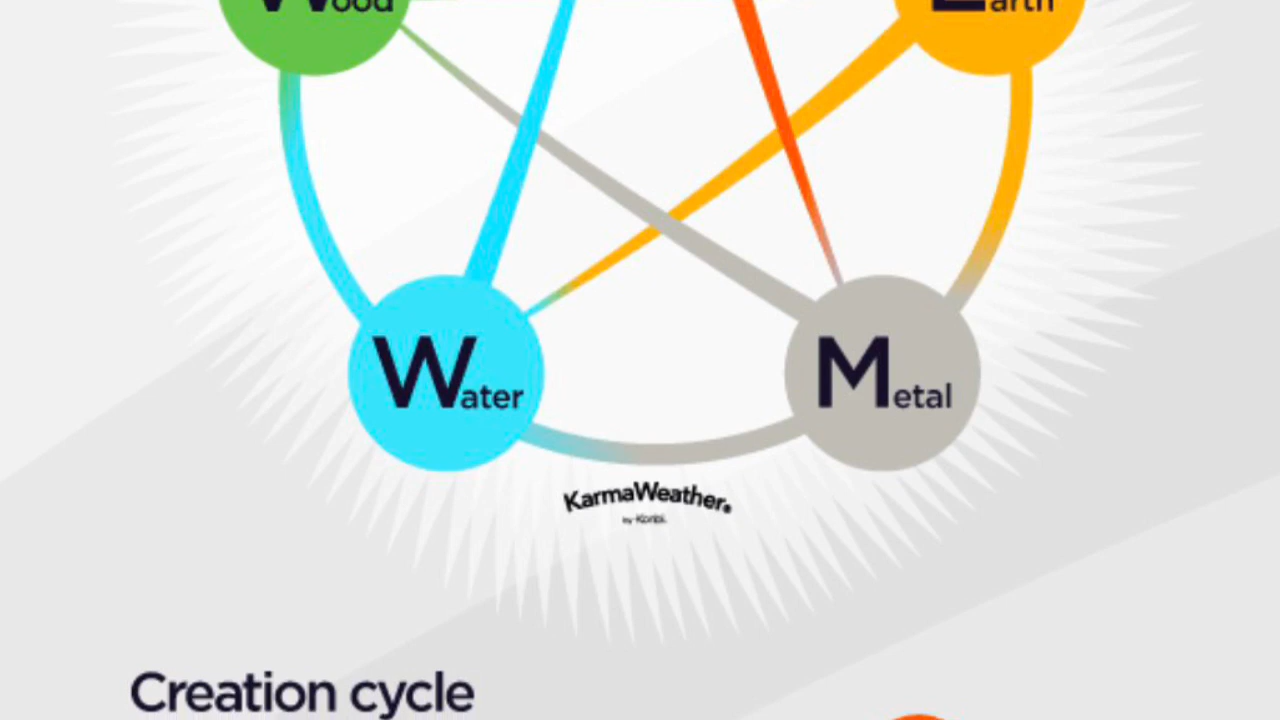 Wood
Earth
Water
Metal
KarmaWeather®
by Konbi.
Creation cycle